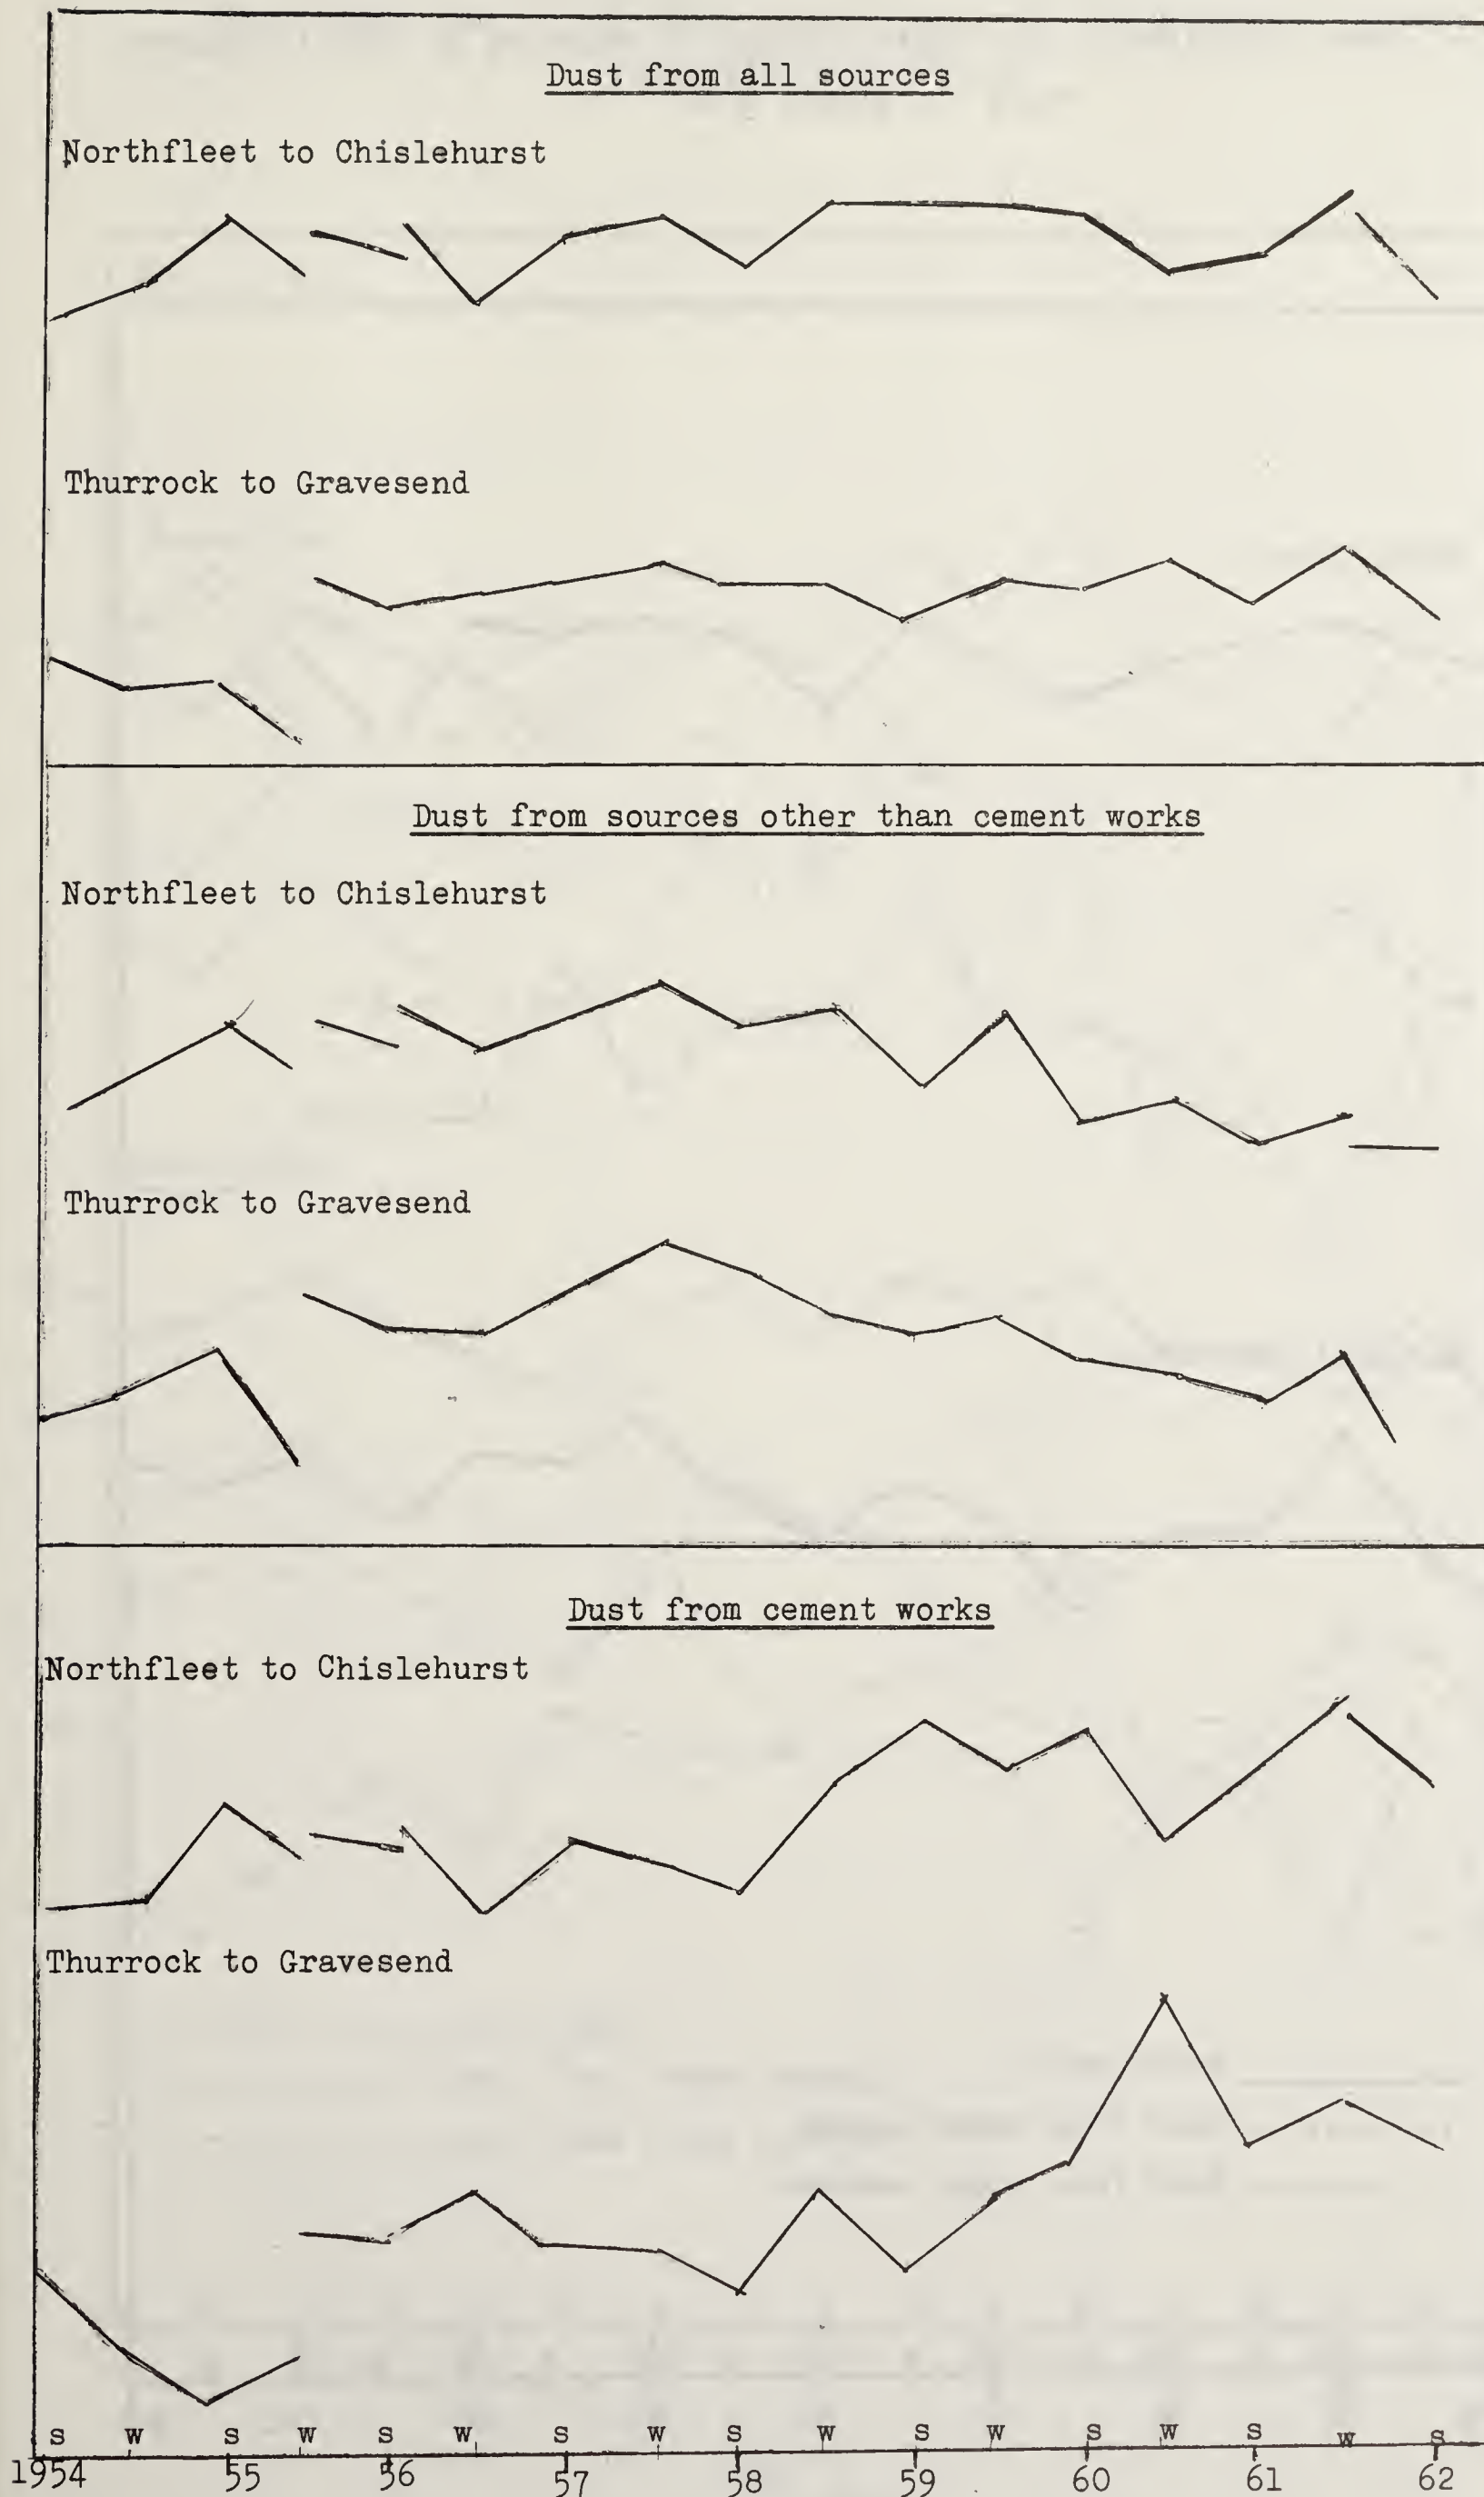 Dust from all sources
Northfleet to Chislehurst
Thurrock to Gravesend
Dust from sources other than cement works
Northfleet to Chislehurst
Thurrock to Gravesend
Dust from cement works
Northfleet to Chislehurst
Thurrock to Gravesend
S W S W S W S W S W S W S W S W S
1954 55 56 57 58 59 60 61 62